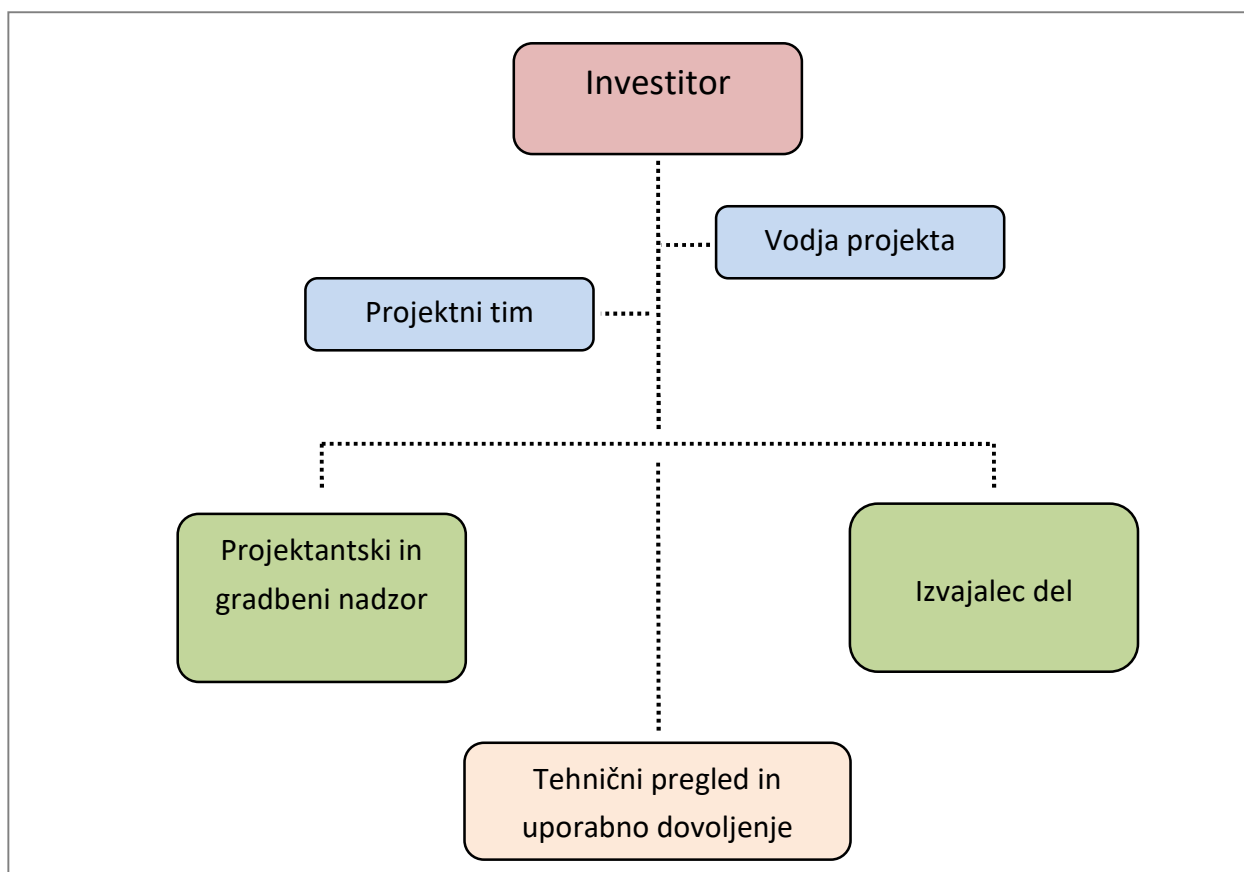 Investitor
Vodja projekta
Projektni tim
Projektantski in
gradbeni nadzor
Izvajalec del
Tehnični pregled in
uporabno dovoljenje